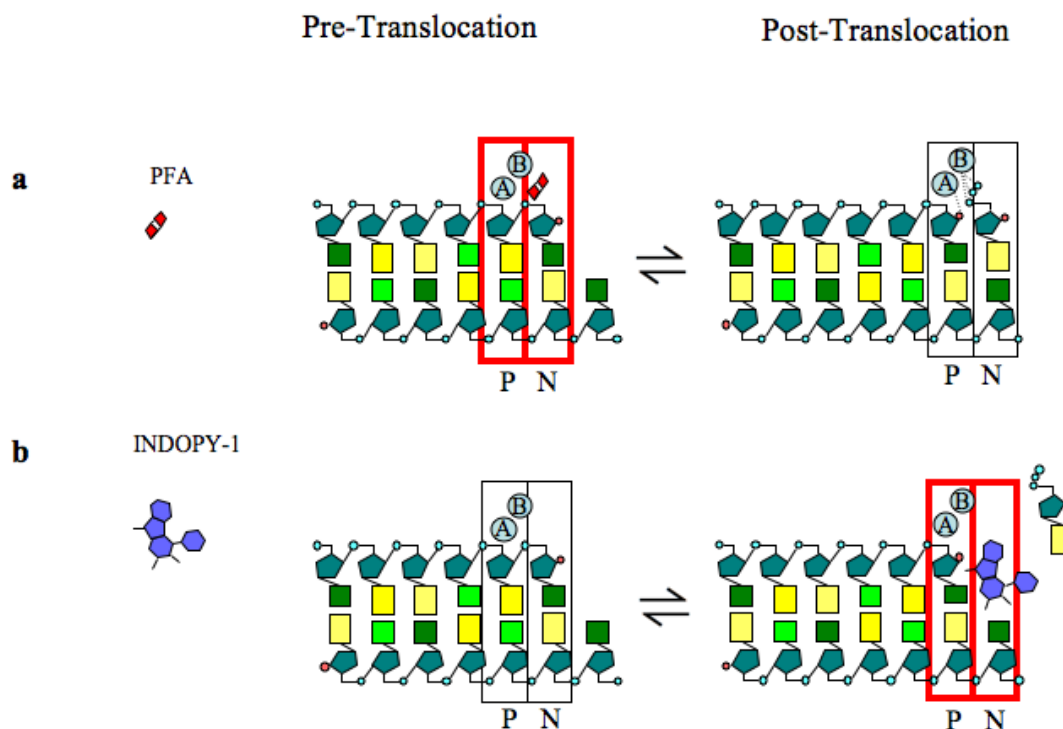 Pre-Translocation Post-Translocation
a PFA
B B
A A
P N P N
b INDOPY-1
B B
A A
P N P N